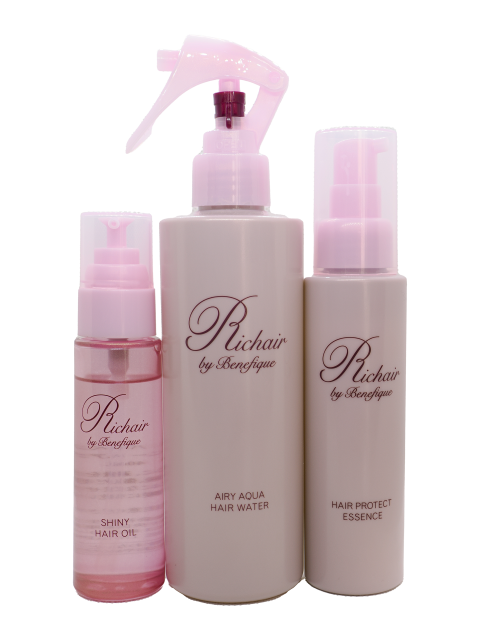 Richair
by Benefique
SHINY
HAIR OIL
Richair
by Benefique
AIRY AQUA
HAIR WATER
Richair
by Benefique
HAIR PROTECT
ESSENCE